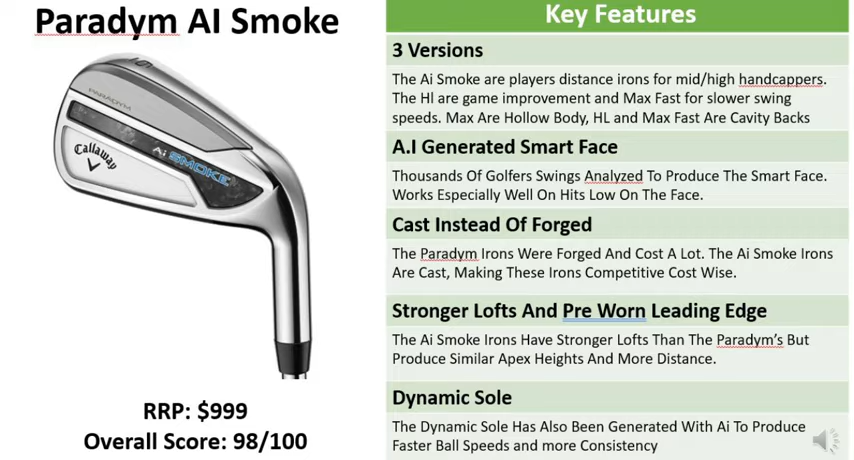 Paradym AI Smoke
6
PARADYM
Callaway
Ai SMOKE
RRP: $999
Overall Score: 98/100
Key Features
3 Versions
The Ai Smoke are players distance irons for mid/high handcappers.
The HI are game improvement and Max Fast for slower swing
speeds. Max Are Hollow Body, HL and Max Fast Are Cavity Backs
A.I Generated Smart Face
Thousands Of Golfers Swings Analyzed To Produce The Smart Face.
Works Especially Well On Hits Low On The Face.
Cast Instead Of Forged
The Paradym Irons Were Forged And Cost A Lot. The Ai Smoke Irons
Are Cast, Making These Irons Competitive Cost Wise.
Stronger Lofts And Pre Worn Leading Edge
The Ai Smoke Irons Have Stronger Lofts Than The Paradym's But
Produce Similar Apex Heights And More Distance.
Dynamic Sole
The Dynamic Sole Has Also Been Generated With Ai To Produce
Faster Ball Speeds and more Consistency